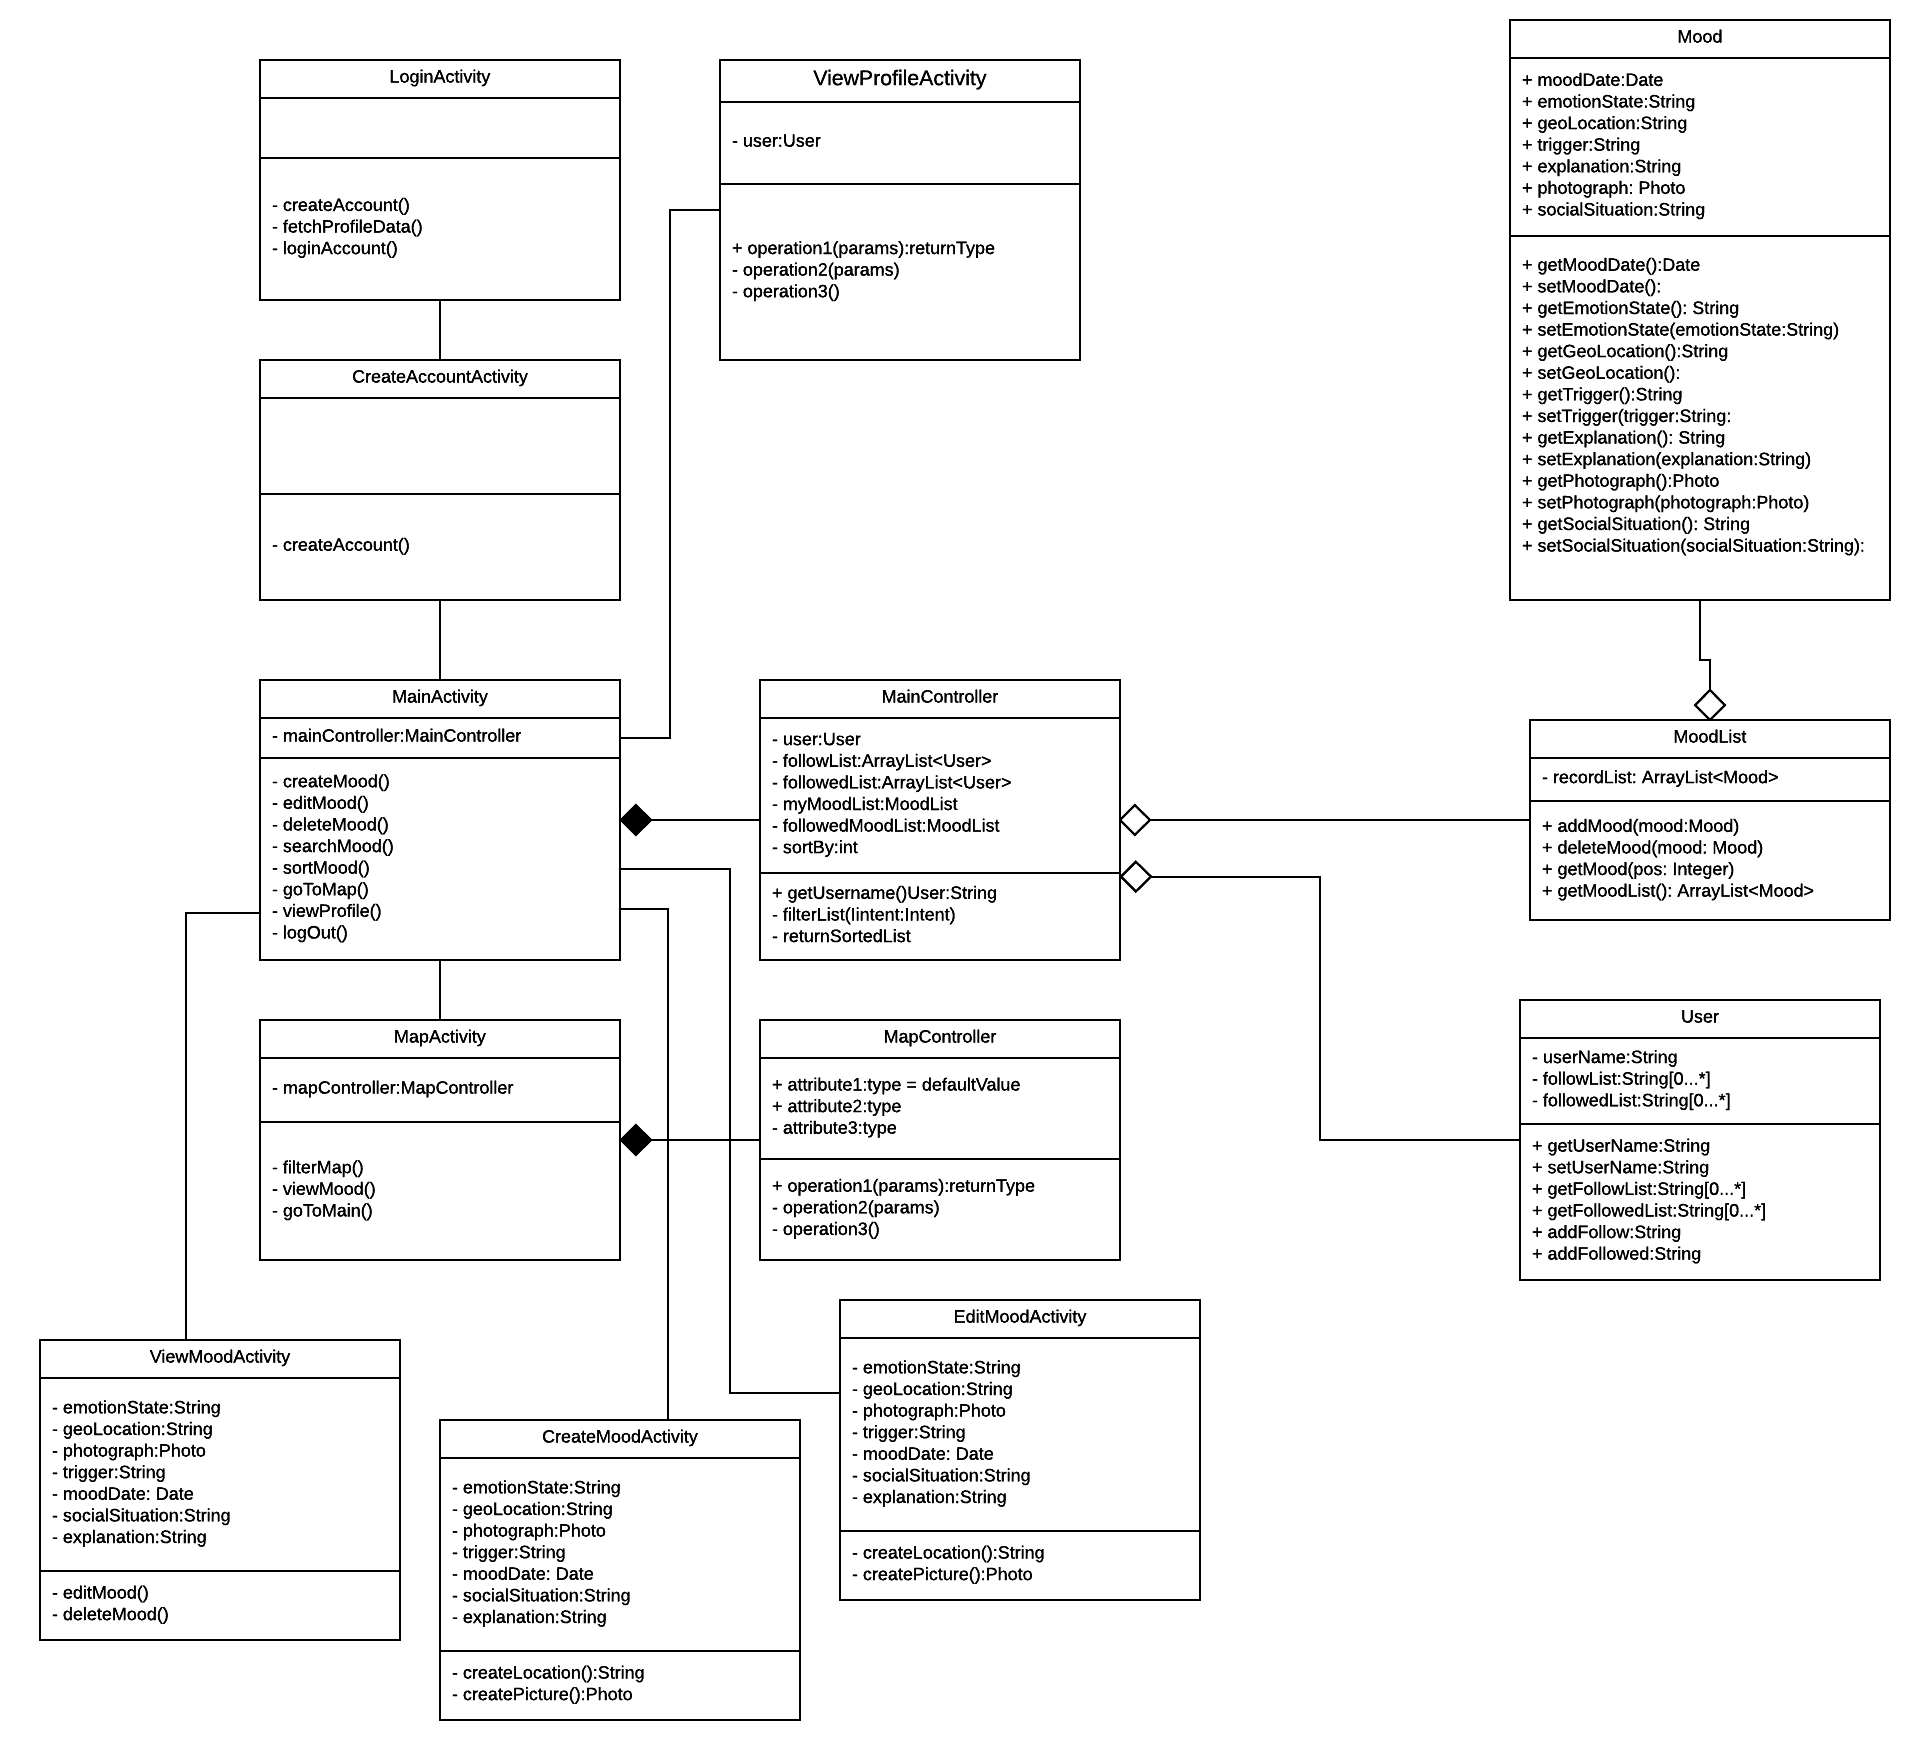 LoginActivity
- createAccount()
- fetchProfileData()
- loginAccount()
ViewProfileActivity
- user:User
+ operation1(params):returnType
- operation2(params)
- operation3()
Mood
+ moodDate:Date
+ emotionState:String
+ geoLocation:String
+ trigger:String
+ explanation:String
+ photograph: Photo
+ socialSituation:String
+ getMoodDate():Date
+ setMoodDate():
+ getEmotionState(): String
+ setEmotionState(emotionState:String)
+ getGeoLocation():String
+ setGeoLocation():
+ getTrigger():String
+ setTrigger(trigger:String:
+ getExplanation(): String
+ setExplanation(explanation:String)
+ getPhotograph():Photo
+ setPhotograph(photograph:Photo)
+ getSocialSituation(): String
+ setSocialSituation(socialSituation:String):
CreateAccountActivity
- createAccount()
MainActivity
- mainController:MainController
- createMood()
- editMood()
- deleteMood()
- searchMood()
- sortMood()
- goToMap()
- viewProfile()
- logOut()
MainController
- user:User
- followList:ArrayList<User>
- followedList:ArrayList<User>
- myMoodList:MoodList
- followedMoodList:MoodList
- sortBy:int
+ getUsername()User:String
- filterList(Iintent:Intent)
- returnSortedList
MoodList
- recordList: ArrayList<Mood>
+ addMood(mood:Mood)
+ deleteMood(mood: Mood)
+ getMood(pos: Integer)
+ getMoodList(): ArrayList<Mood>
MapActivity
- mapController:MapController
- filterMap()
- viewMood()
- goToMain()
MapController
+ attribute1:type = defaultValue
+ attribute2:type
- attribute3:type
+ operation1(params):returnType
- operation2(params)
- operation3()
User
- userName:String
- followList:String[0...*]
- followedList:String[0...*]
+ getUserName:String
+ setUserName:String
+ getFollowList:String[0...*]
+ getFollowedList:String[0...*]
+ addFollow:String
+ addFollowed:String
ViewMoodActivity
- emotionState:String
- geoLocation:String
- photograph:Photo
- trigger:String
- moodDate: Date
- socialSituation:String
- explanation:String
- editMood()
- deleteMood()
CreateMoodActivity
- emotionState:String
- geoLocation:String
- photograph:Photo
- trigger:String
- moodDate: Date
- socialSituation:String
- explanation:String
- createLocation():String
- createPicture():Photo
EditMoodActivity
- emotionState:String
- geoLocation:String
- photograph:Photo
- trigger:String
- moodDate: Date
- socialSituation:String
- explanation:String
- createLocation():String
- createPicture():Photo